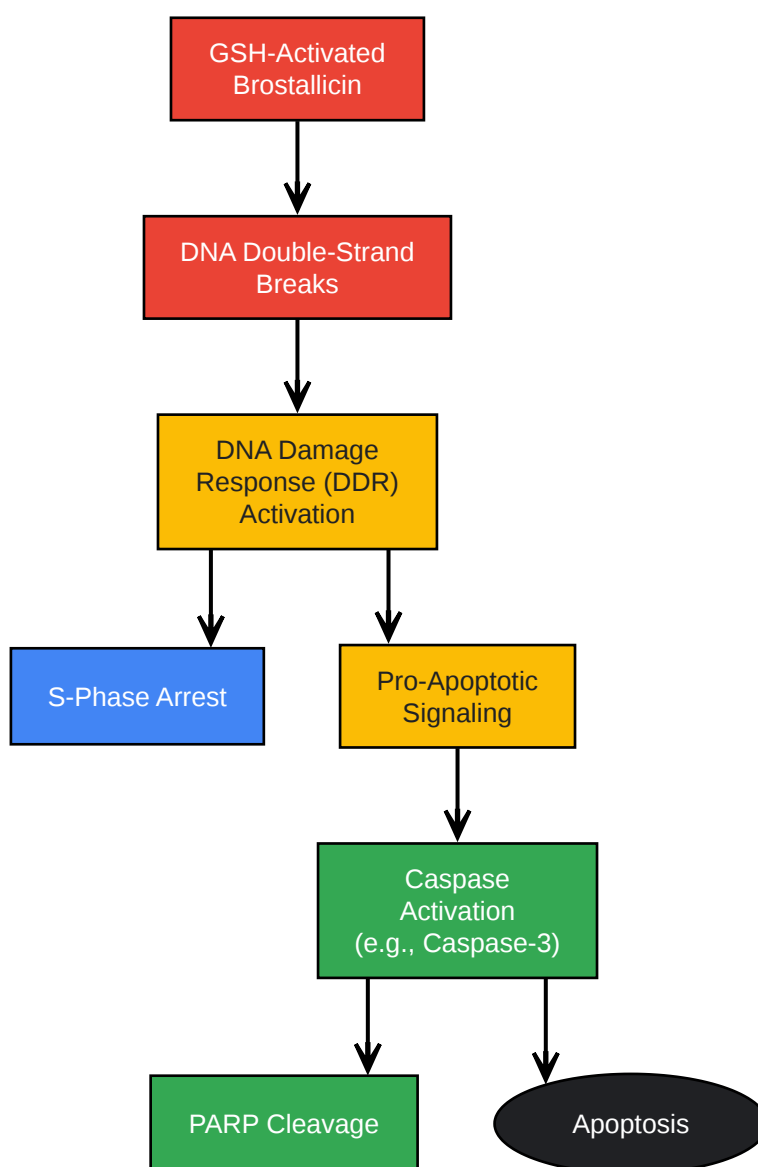 GSH-Activated
Brostallicin
DNA Double-Strand
Breaks
DNA Damage
Response (DDR)
Activation
S-Phase Arrest
Pro-Apoptotic
Signaling
Caspase
Activation
(e.g., Caspase-3)
PARP Cleavage
Apoptosis